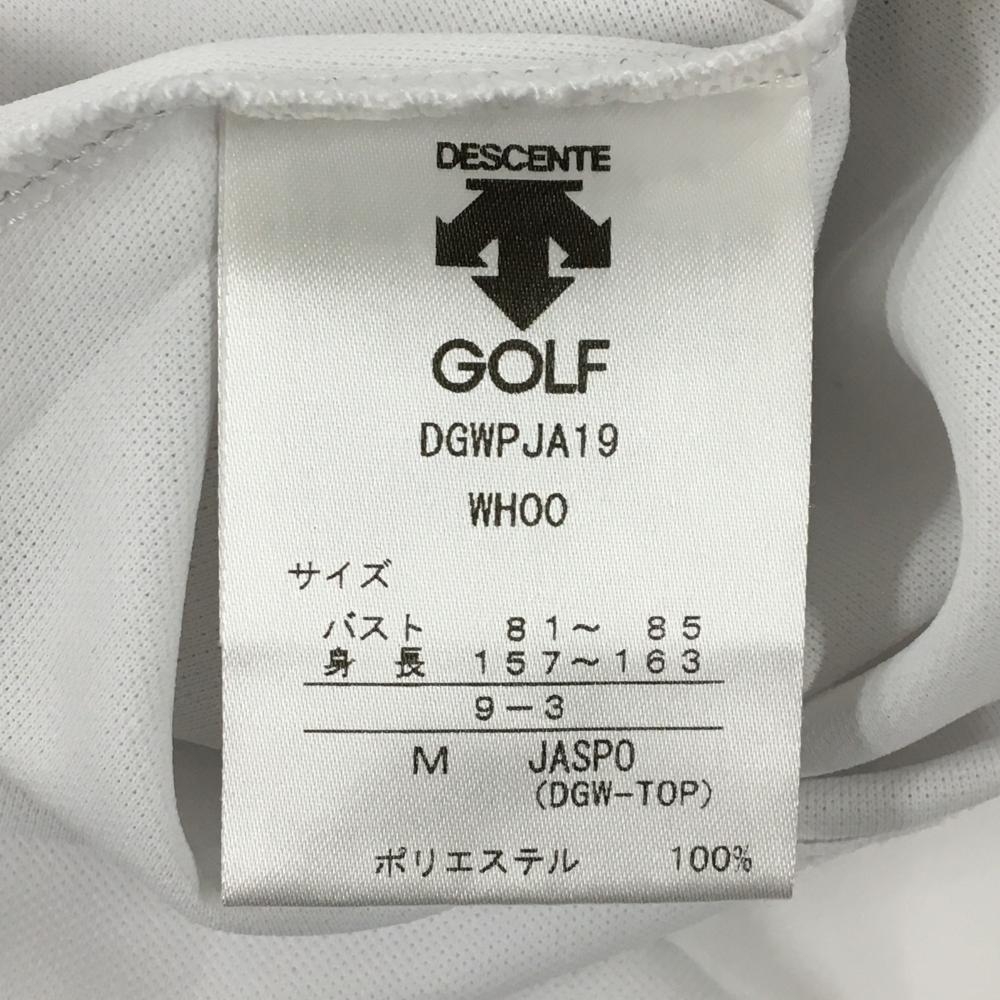 DESCENTE
GOLF
DGWPJA19
WH00
サイズ
バスト 81～ 85
身 長 157～163
9－3
M JASPO
(DGW-TOP)
ポリエステル 100%